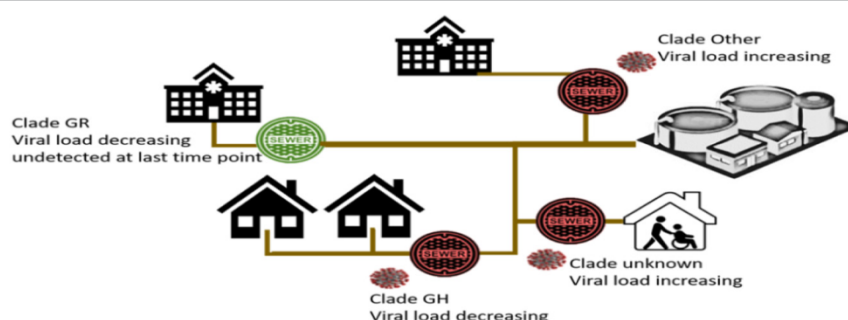 Clade Other
Viral load increasing
SEWER
Clade GR
Viral load decreasing
undetected at last time point
SEWER
SEWER
Clade unknown
Viral load increasing
SEWER
Clade GH
Viral load decreasing